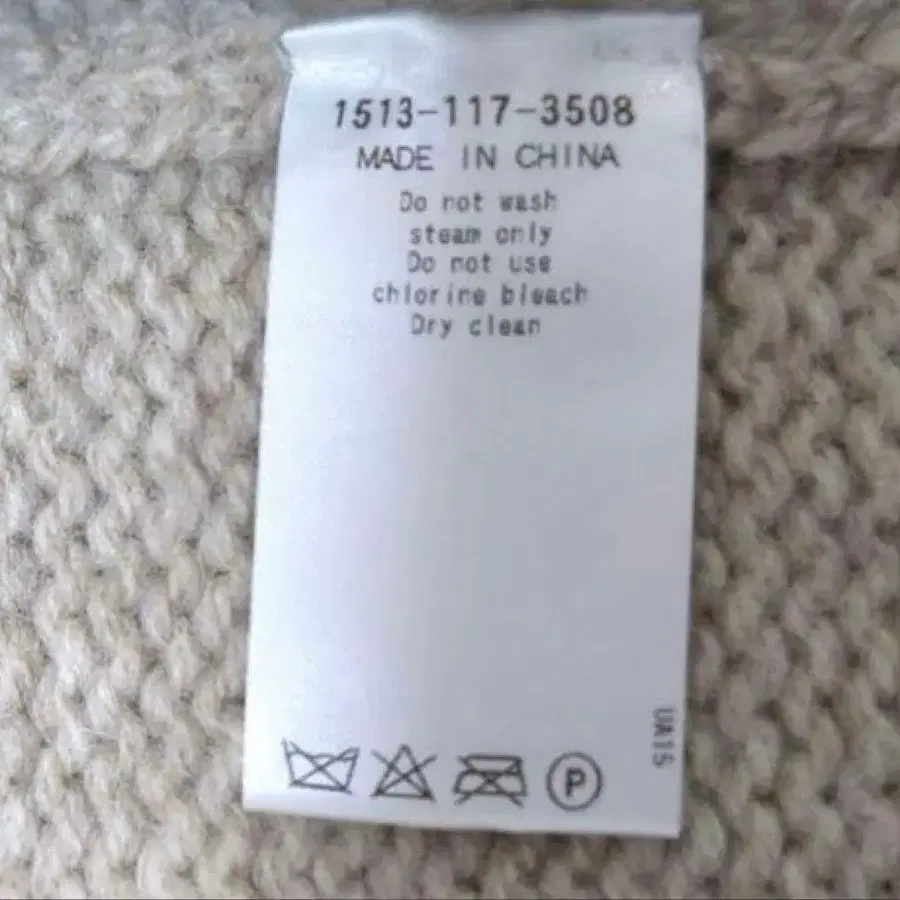 1513-117-3508
MADE IN CHINA
Do not wash
steam only
Do not use
chlorine bleach
Dry clean
UA15
P